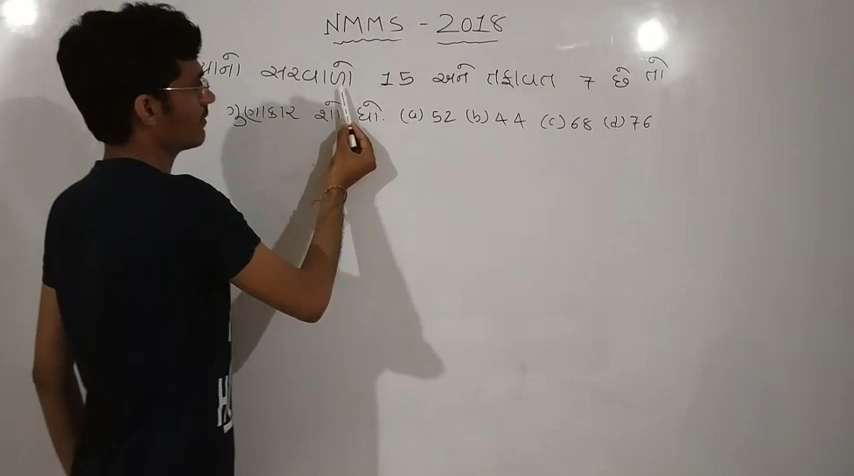 NMMS - 2018
સરવાળો 15 અને તફાવત 7 છે તો
ગુણાકાર શોધો. (a) 52 (b) 44 (c) 68 (d) 76